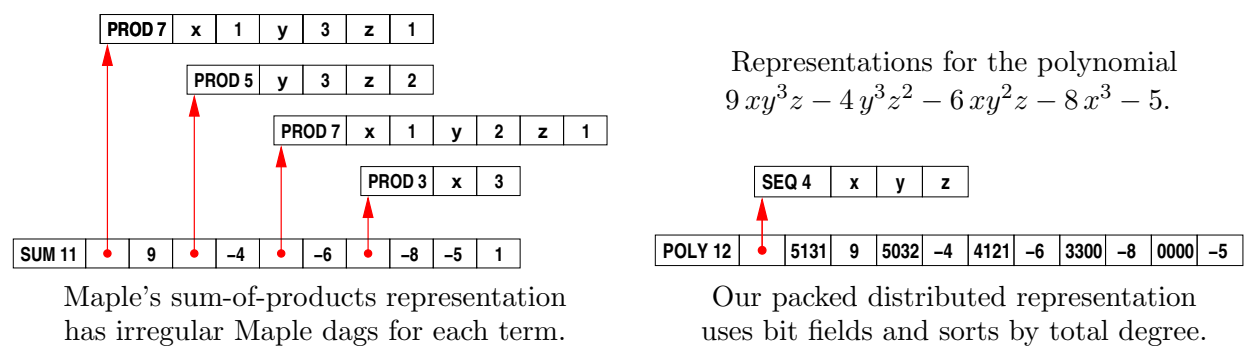 PROD 7 x 1 y 3 z 1
PROD 5 y 3 z 2
PROD 7 x 1 y 2 z 1
PROD 3 x 3
SUM 11 9 −4 −6 −8 −5 1
Maple's sum-of-products representation
has irregular Maple dags for each term.
Representations for the polynomial
9 xy³z − 4 y³z² − 6 xy²z − 8 x³ − 5.
SEQ 4 x y z
POLY 12 5131 9 5032 −4 4121 −6 3300 −8 0000 −5
Our packed distributed representation
uses bit fields and sorts by total degree.